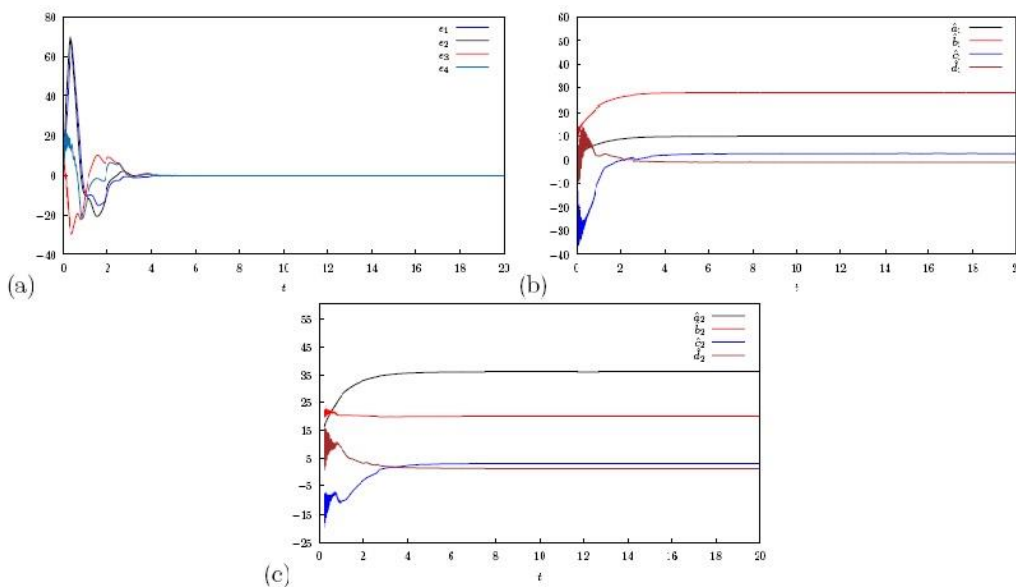 80
60
40
20
0
−20
−40
0 2 4 6 8 10 12 14 16 18 20
t
e₁
e₂
e₃
e₄
(a)
60
50
40
30
20
10
0
−10
−20
−30
−40
0 2 4 6 8 10 12 14 16 18 2
(b)
55
45
35
25
15
5
−5
−15
−25
0 2 4 6 8 10 12 14 16 18 20
t
â₂
b̂₂
ĉ₂
d̂₂
(c)